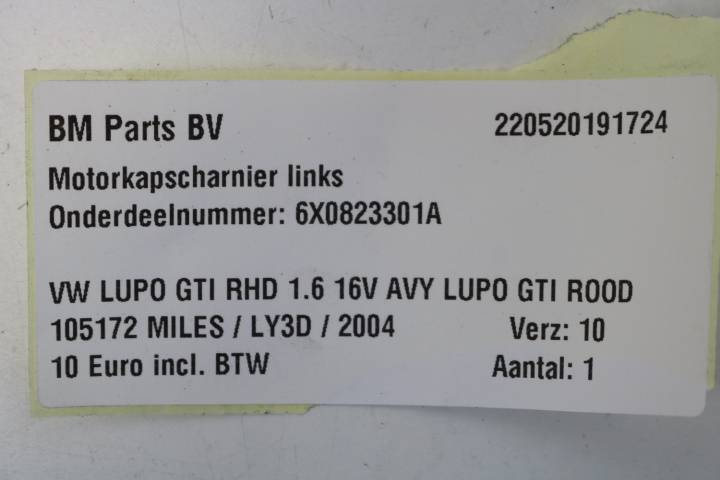 BM Parts BV 220520191724
Motorkapscharnier links
Onderdeelnummer: 6X0823301A
VW LUPO GTI RHD 1.6 16V AVY LUPO GTI ROOD
105172 MILES / LY3D / 2004 Verz: 10
10 Euro incl. BTW Aantal: 1